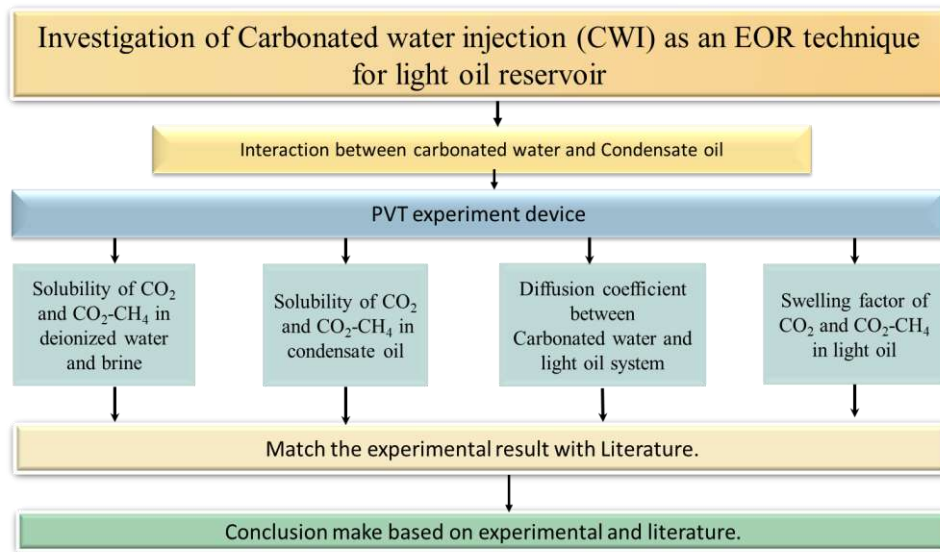 Investigation of Carbonated water injection (CWI) as an EOR technique
for light oil reservoir
Interaction between carbonated water and Condensate oil
PVT experiment device
Solubility of CO₂
and CO₂-CH₄ in
deionized water
and brine
Solubility of CO₂
and CO₂-CH₄ in
condensate oil
Diffusion coefficient
between
Carbonated water and
light oil system
Swelling factor of
CO₂ and CO₂-CH₄
in light oil
Match the experimental result with Literature.
Conclusion make based on experimental and literature.